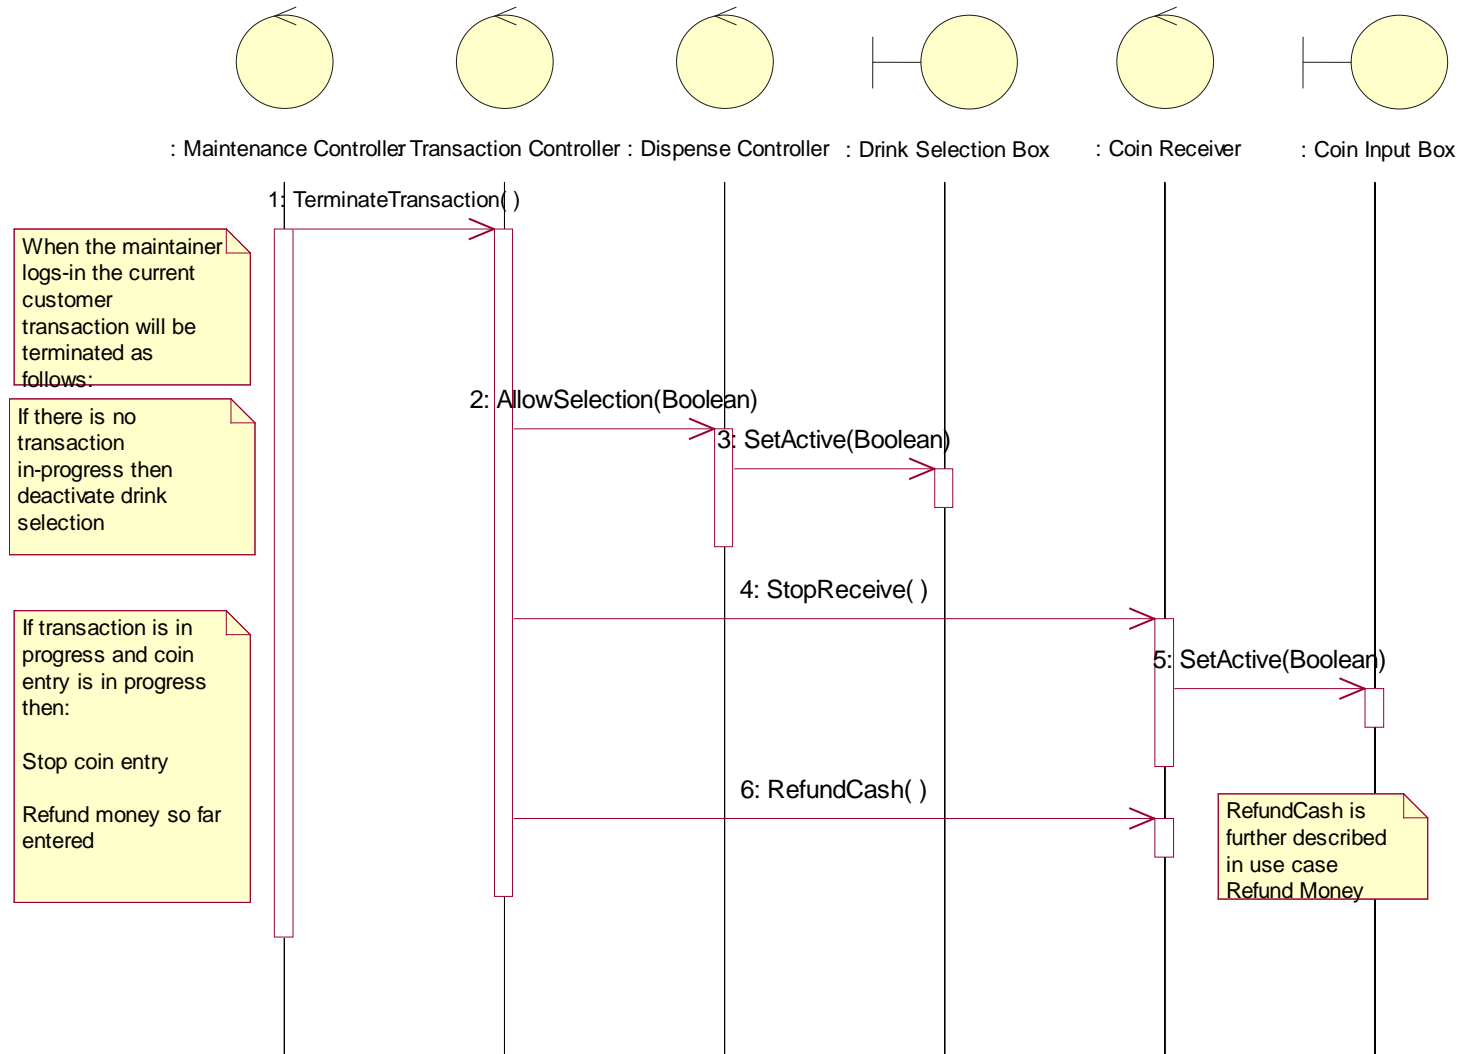 : Maintenance Controller
: Transaction Controller
: Dispense Controller
: Drink Selection Box
: Coin Receiver
: Coin Input Box
1: TerminateTransaction( )
When the maintainer
logs-in the current
customer
transaction will be
terminated as
follows:
2: AllowSelection(Boolean)
If there is no
transaction
in-progress then
deactivate drink
selection
3: SetActive(Boolean)
4: StopReceive( )
If transaction is in
progress and coin
entry is in progress
then:
Stop coin entry
Refund money so far
entered
5: SetActive(Boolean)
6: RefundCash( )
RefundCash is
further described
in use case
Refund Money